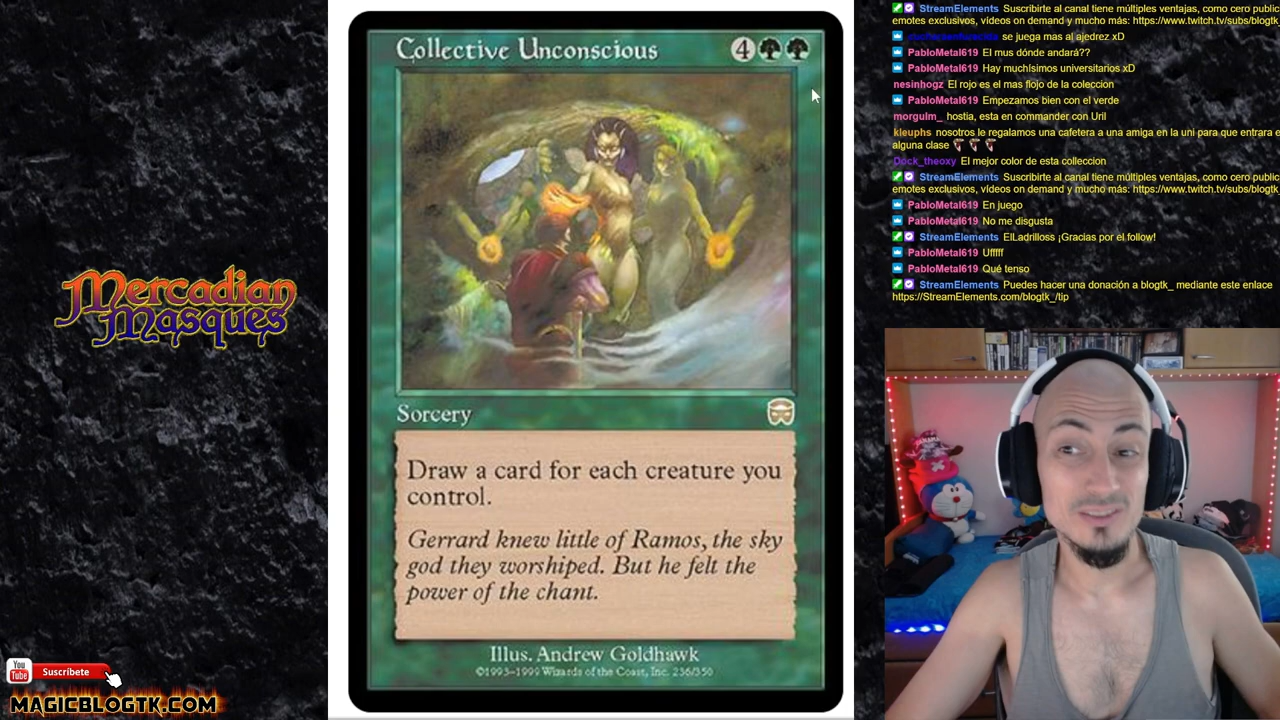 Mercadian
Masques
You
Tube
Suscríbete
MAGICBLOGTK.COM
Collective Unconscious
4
Sorcery
Draw a card for each creature you
control.
Gerrard knew little of Ramos, the sky
god they worshiped. But he felt the
power of the chant.
Illus. Andrew Goldhawk
©1993–1999 Wizards of the Coast, Inc. 236/350
StreamElements Suscribirte al canal tiene múltiples ventajas, como cero public
emotes exclusivos, vídeos on demand y mucho más: https://www.twitch.tv/subs/blogtk_
se juega mas al ajedrez xD
PabloMetal619 El mus dónde andará??
PabloMetal619 Hay muchísimos universitarios xD
nesinhogz El rojo es el mas flojo de la coleccion
PabloMetal619 Empezamos bien con el verde
morgulm_ hostia, esta en commander con Uril
kleuphs nosotros le regalamos una cafetera a una amiga en la uni para que entrara e
alguna clase
Dock_theoxy El mejor color de esta colleccion
StreamElements Suscribirte al canal tiene múltiples ventajas, como cero public
emotes exclusivos, vídeos on demand y mucho más: https://www.twitch.tv/subs/blogtk
PabloMetal619 En juego
PabloMetal619 No me disgusta
StreamElements ElLadrilloss ¡Gracias por el follow!
PabloMetal619 Ufffff
PabloMetal619 Qué tenso
StreamElements Puedes hacer una donación a blogtk_ mediante este enlace
https://StreamElements.com/blogtk_/tip